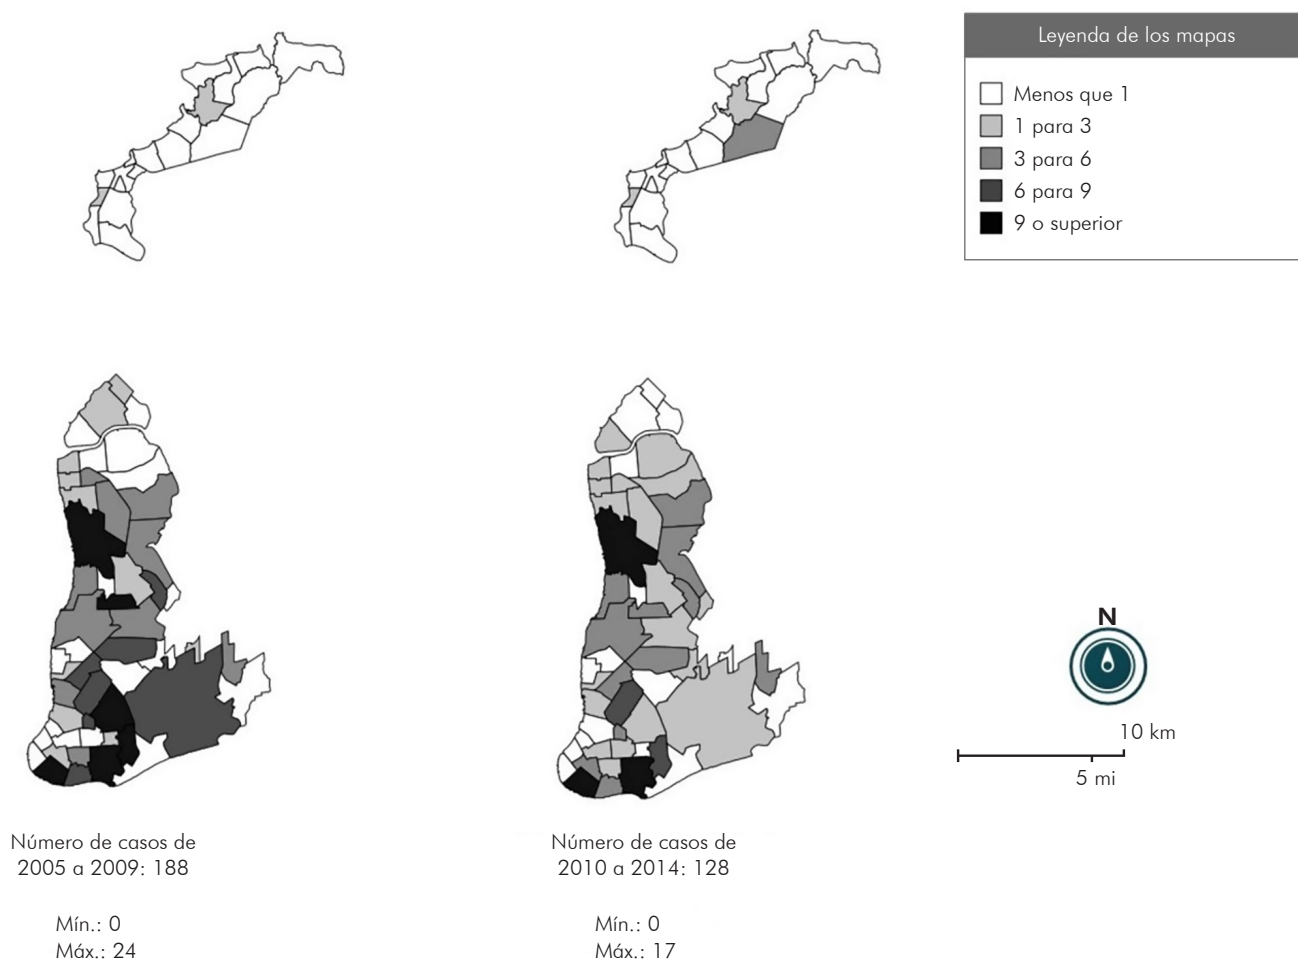 Leyenda de los mapas
Menos que 1
1 para 3
3 para 6
6 para 9
9 o superior
N
10 km
5 mi
Número de casos de
2005 a 2009: 188
Mín.: 0
Máx.: 24
Número de casos de
2010 a 2014: 128
Mín.: 0
Máx.: 17